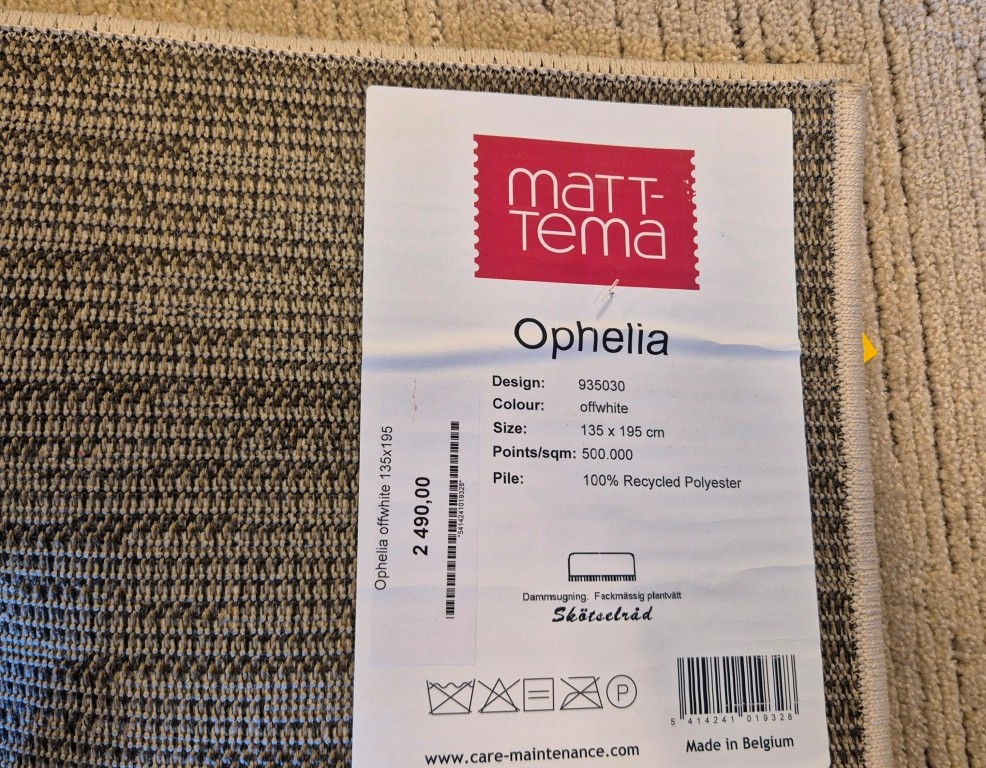 maTT-
Tema
Ophelia
Design: 935030
Colour: offwhite
Size: 135 x 195 cm
Points/sqm: 500.000
Pile: 100% Recycled Polyester
Ophelia offwhite 135x195
2 490,00
*5414241019328*
Dammsugning. Fackmässig plantvätt
Skötselråd
P
5 414241 019328
www.care-maintenance.com
Made in Belgium